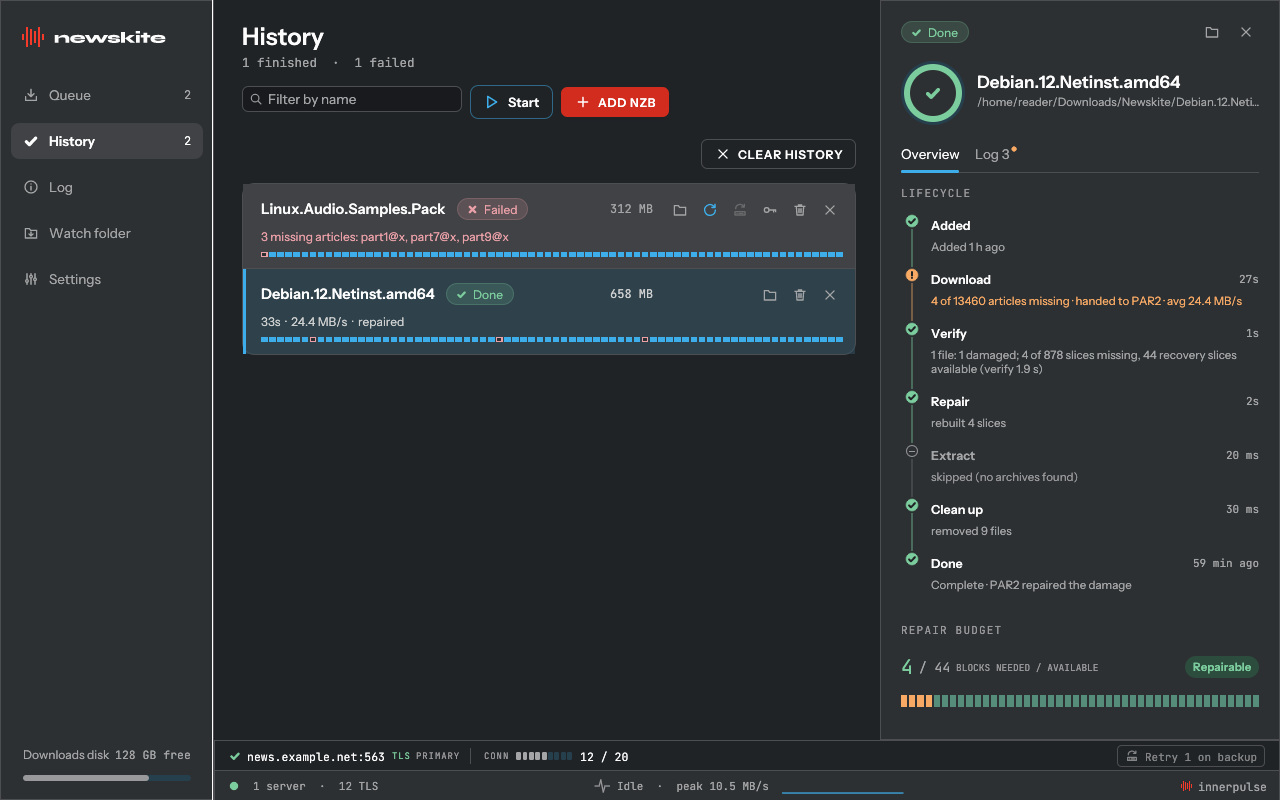 newskite
Queue 2
History 2
Log
Watch folder
Settings
Downloads disk 128 GB free
History
1 finished · 1 failed
Filter by name
Start
ADD NZB
CLEAR HISTORY
Linux.Audio.Samples.Pack Failed 312 MB
3 missing articles: part1@x, part7@x, part9@x
Debian.12.Netinst.amd64 Done 658 MB
33s · 24.4 MB/s · repaired
Done
Debian.12.Netinst.amd64
/home/reader/Downloads/Newskite/Debian.12.Neti…
Overview Log 3
LIFECYCLE
Added
Added 1 h ago
Download 27s
4 of 13460 articles missing · handed to PAR2 · avg 24.4 MB/s
Verify 1s
1 file: 1 damaged; 4 of 878 slices missing, 44 recovery slices
available (verify 1.9 s)
Repair 2s
rebuilt 4 slices
Extract 20 ms
skipped (no archives found)
Clean up 30 ms
removed 9 files
Done 59 min ago
Complete · PAR2 repaired the damage
REPAIR BUDGET
4 / 44 BLOCKS NEEDED / AVAILABLE Repairable
news.example.net:563 TLS PRIMARY CONN 12 / 20 Retry 1 on backup
1 server · 12 TLS Idle · peak 10.5 MB/s innerpulse